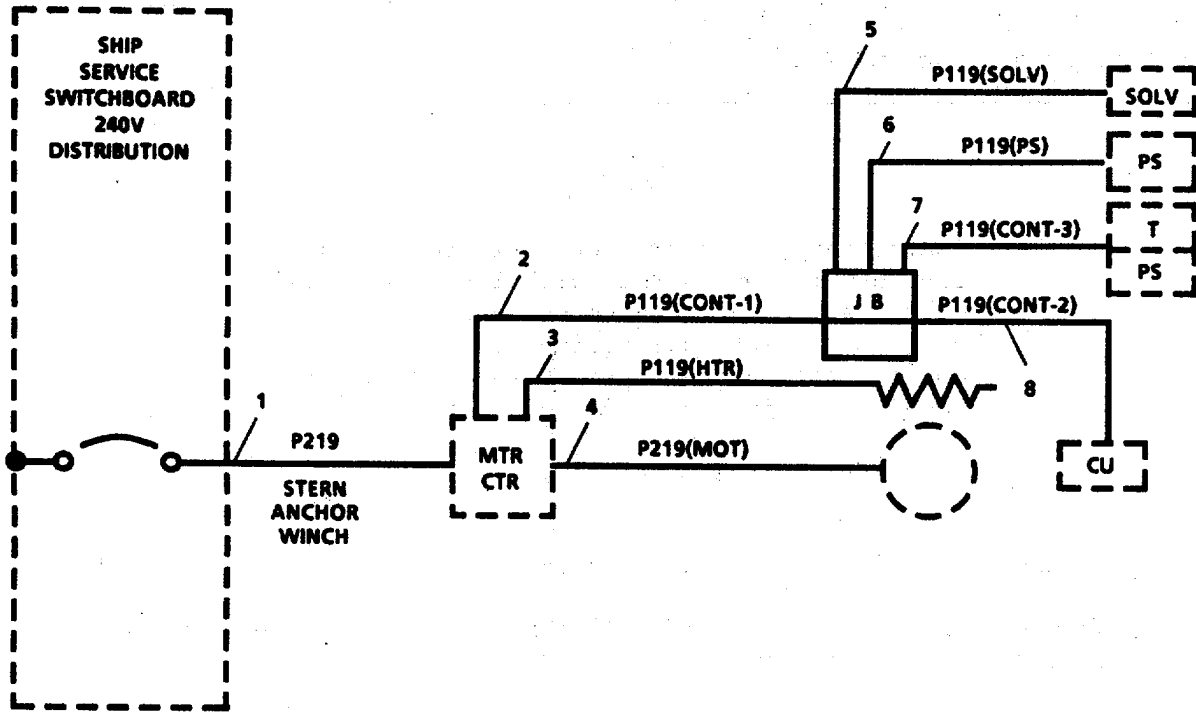 SHIP
SERVICE
SWITCHBOARD
240V
DISTRIBUTION
5
P119(SOLV)
SOLV
6
P119(PS)
PS
7
P119(CONT-3)
T
PS
2
P119(CONT-1)
J B
P119(CONT-2)
3
P119(HTR)
8
1
P219
STERN
ANCHOR
WINCH
MTR
CTR
4
P219(MOT)
CU